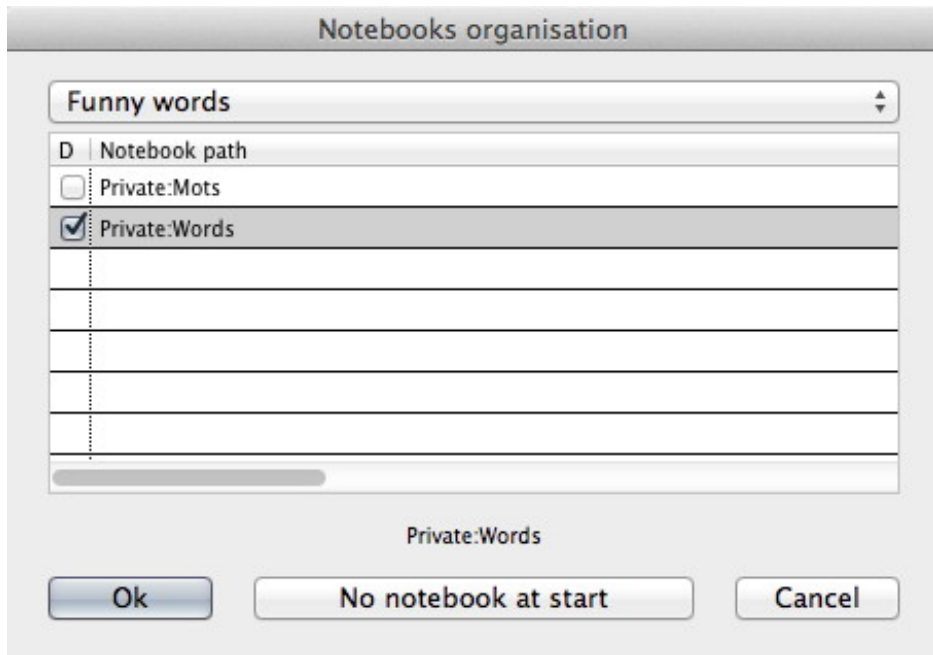 Notebooks organisation
Funny words
D Notebook path
Private:Mots
Private:Words
Private:Words
Ok No notebook at start Cancel